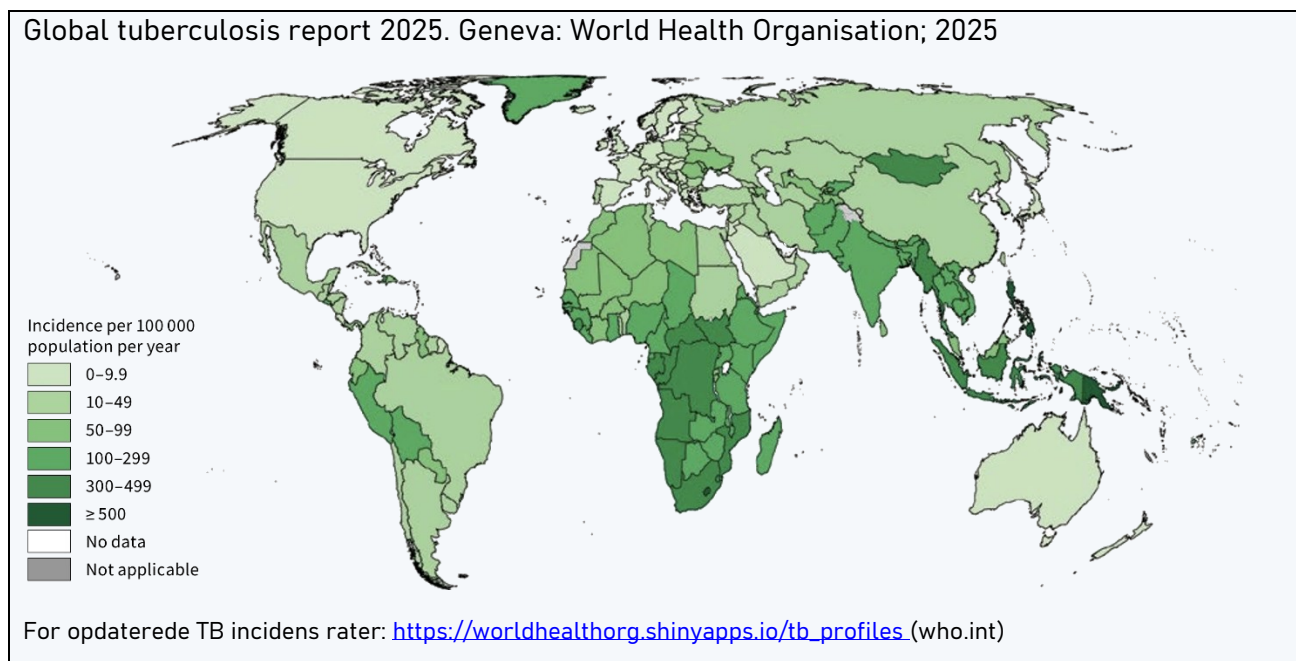 Global tuberculosis report 2025. Geneva: World Health Organisation; 2025
Incidence per 100 000
population per year
0–9.9
10–49
50–99
100–299
300–499
≥ 500
No data
Not applicable
For opdaterede TB incidens rater: https://worldhealthorg.shinyapps.io/tb_profiles (who.int)